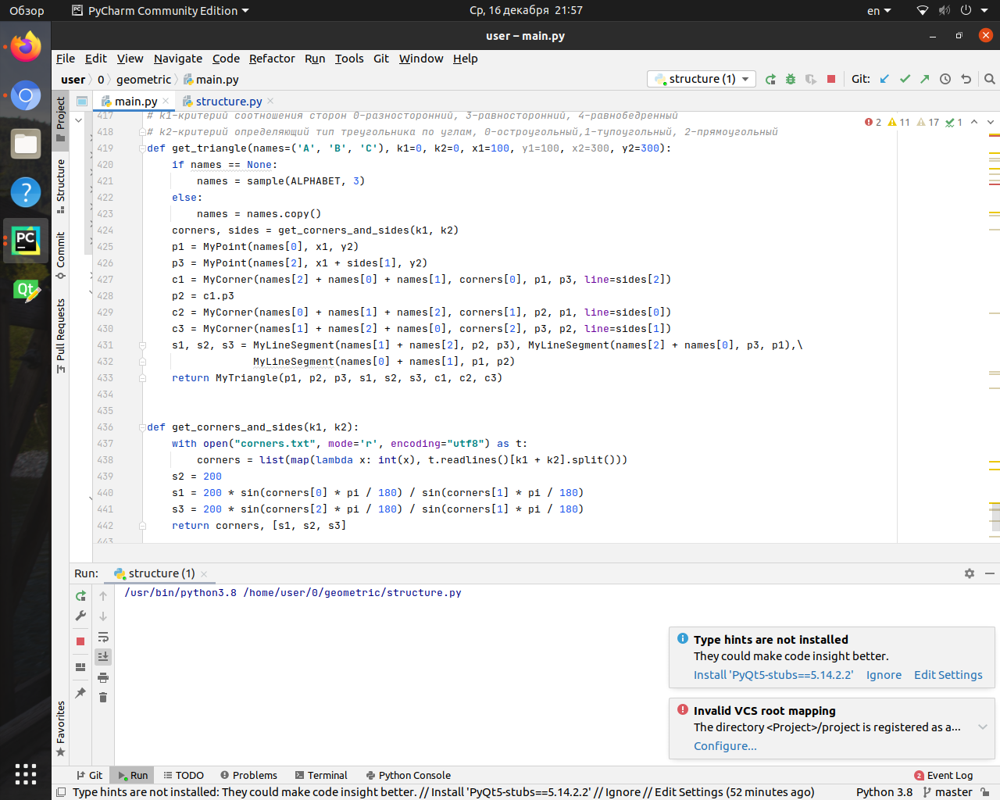 Обзор PyCharm Community Edition Ср, 16 декабря 21:57 en
user – main.py
File Edit View Navigate Code Refactor Run Tools Git Window Help
user 0 geometric main.py structure (1) Git:
main.py structure.py
Project
Structure
Commit
Pull Requests
Favorites
2 11 17 1
417 # k1-критерий соотношения сторон 0-разносторонний, 3-равносторонний, 4-равнобедренный
418 # k2-критерий определяющий тип треугольника по углам, 0-остроугольный,1-тупоугольный, 2-прямоугольный
419 def get_triangle(names=('A', 'B', 'C'), k1=0, k2=0, x1=100, y1=100, x2=300, y2=300):
420     if names == None:
421         names = sample(ALPHABET, 3)
422     else:
423         names = names.copy()
424     corners, sides = get_corners_and_sides(k1, k2)
425     p1 = MyPoint(names[0], x1, y2)
426     p3 = MyPoint(names[2], x1 + sides[1], y2)
427     c1 = MyCorner(names[2] + names[0] + names[1], corners[0], p1, p3, line=sides[2])
428     p2 = c1.p3
429     c2 = MyCorner(names[0] + names[1] + names[2], corners[1], p2, p1, line=sides[0])
430     c3 = MyCorner(names[1] + names[2] + names[0], corners[2], p3, p2, line=sides[1])
431     s1, s2, s3 = MyLineSegment(names[1] + names[2], p2, p3), MyLineSegment(names[2] + names[0], p3, p1),\
432                  MyLineSegment(names[0] + names[1], p1, p2)
433     return MyTriangle(p1, p2, p3, s1, s2, s3, c1, c2, c3)
434
435
436 def get_corners_and_sides(k1, k2):
437     with open("corners.txt", mode='r', encoding="utf8") as t:
438         corners = list(map(lambda x: int(x), t.readlines()[k1 + k2].split()))
439     s2 = 200
440     s1 = 200 * sin(corners[0] * pi / 180) / sin(corners[1] * pi / 180)
441     s3 = 200 * sin(corners[2] * pi / 180) / sin(corners[1] * pi / 180)
442     return corners, [s1, s2, s3]
443
Run: structure (1)
/usr/bin/python3.8 /home/user/0/geometric/structure.py
Type hints are not installed
They could make code insight better.
Install 'PyQt5-stubs==5.14.2.2' Ignore Edit Settings
Invalid VCS root mapping
The directory <Project>/project is registered as a...
Configure...
Git Run TODO Problems Terminal Python Console 2 Event Log
Type hints are not installed: They could make code insight better. // Install 'PyQt5-stubs==5.14.2.2' // Ignore // Edit Settings (52 minutes ago) Python 3.8 master